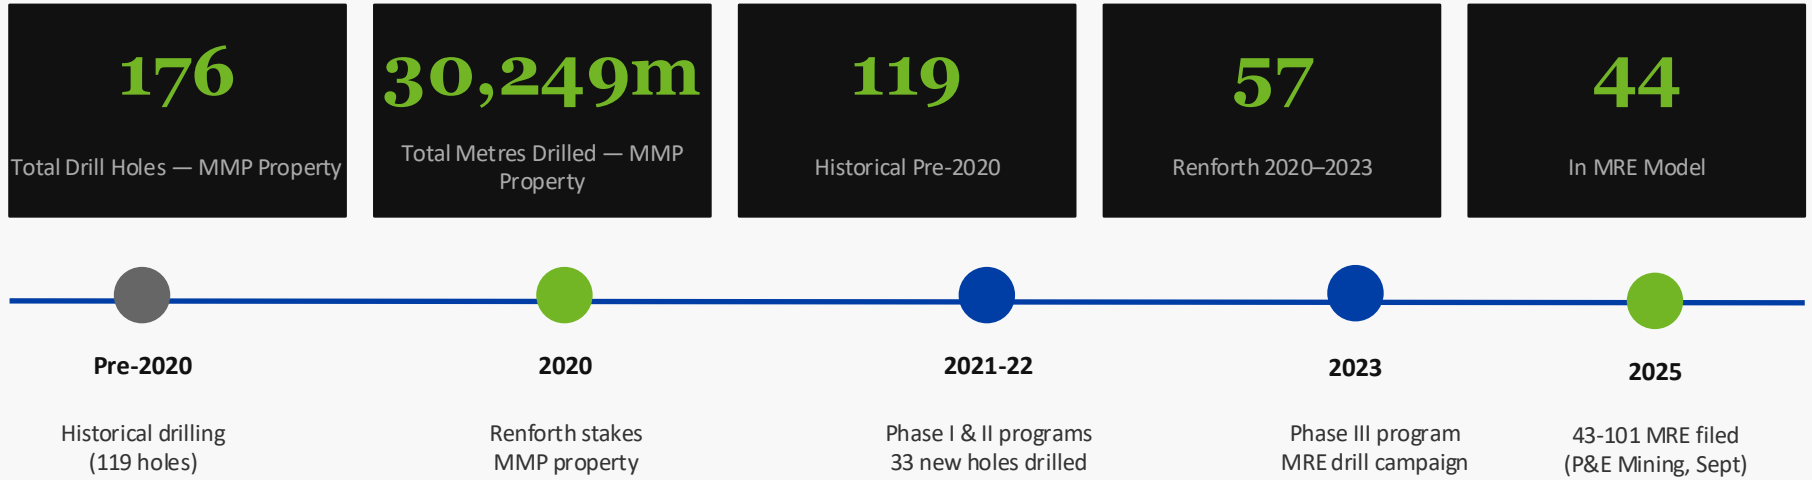 176
Total Drill Holes — MMP Property
30,249m
Total Metres Drilled — MMP
Property
119
Historical Pre-2020
57
Renforth 2020–2023
44
In MRE Model
Pre-2020
Historical drilling
(119 holes)
2020
Renforth stakes
MMP property
2021-22
Phase I & II programs
33 new holes drilled
2023
Phase III program
MRE drill campaign
2025
43-101 MRE filed
(P&E Mining, Sept)